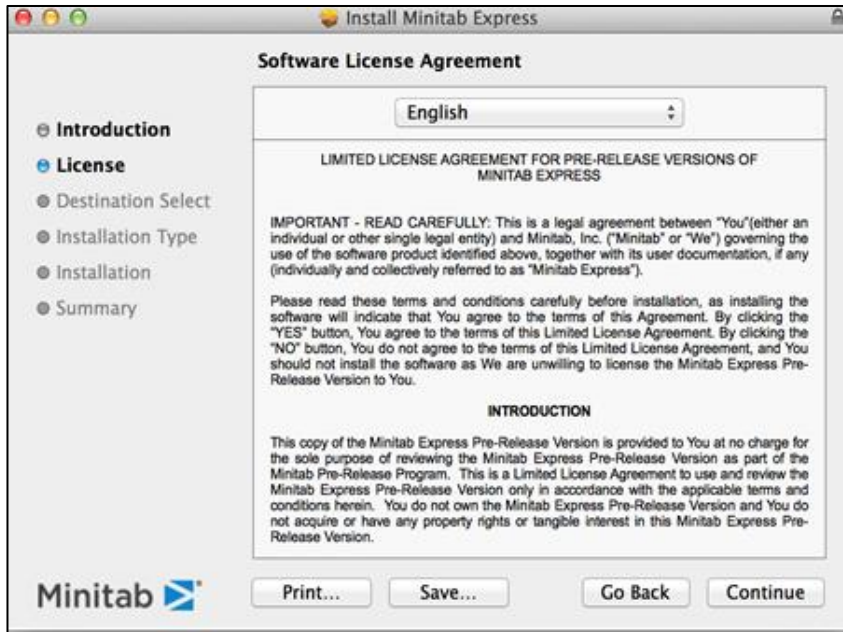 Install Minitab Express
Software License Agreement
Introduction
License
Destination Select
Installation Type
Installation
Summary
English
LIMITED LICENSE AGREEMENT FOR PRE-RELEASE VERSIONS OF
MINITAB EXPRESS
IMPORTANT - READ CAREFULLY: This is a legal agreement between "You"(either an
individual or other single legal entity) and Minitab, Inc. ("Minitab" or "We") governing the
use of the software product identified above, together with its user documentation, if any
(individually and collectively referred to as "Minitab Express").
Please read these terms and conditions carefully before installation, as installing the
software will indicate that You agree to the terms of this Agreement. By clicking the
"YES" button, You agree to the terms of this Limited License Agreement. By clicking the
"NO" button, You do not agree to the terms of this Limited License Agreement, and You
should not install the software as We are unwilling to license the Minitab Express Pre-
Release Version to You.
INTRODUCTION
This copy of the Minitab Express Pre-Release Version is provided to You at no charge for
the sole purpose of reviewing the Minitab Express Pre-Release Version as part of the
Minitab Pre-Release Program. This is a Limited License Agreement to use and review the
Minitab Express Pre-Release Version only in accordance with the applicable terms and
conditions herein. You do not own the Minitab Express Pre-Release Version and You do
not acquire or have any property rights or tangible interest in this Minitab Express Pre-
Release Version.
Minitab
Print...
Save...
Go Back
Continue